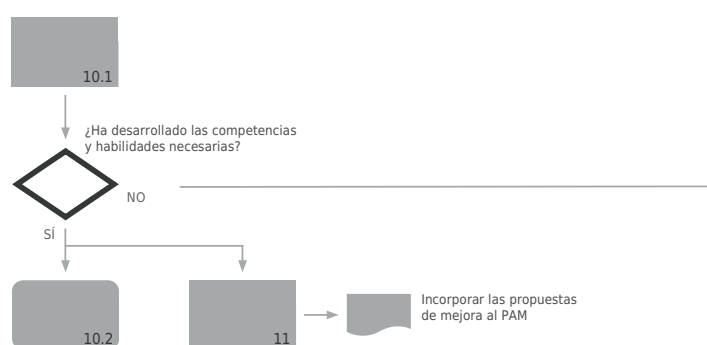 10.1
¿Ha desarrollado las competencias
y habilidades necesarias?
NO
SÍ
10.2
11
Incorporar las propuestas
de mejora al PAM